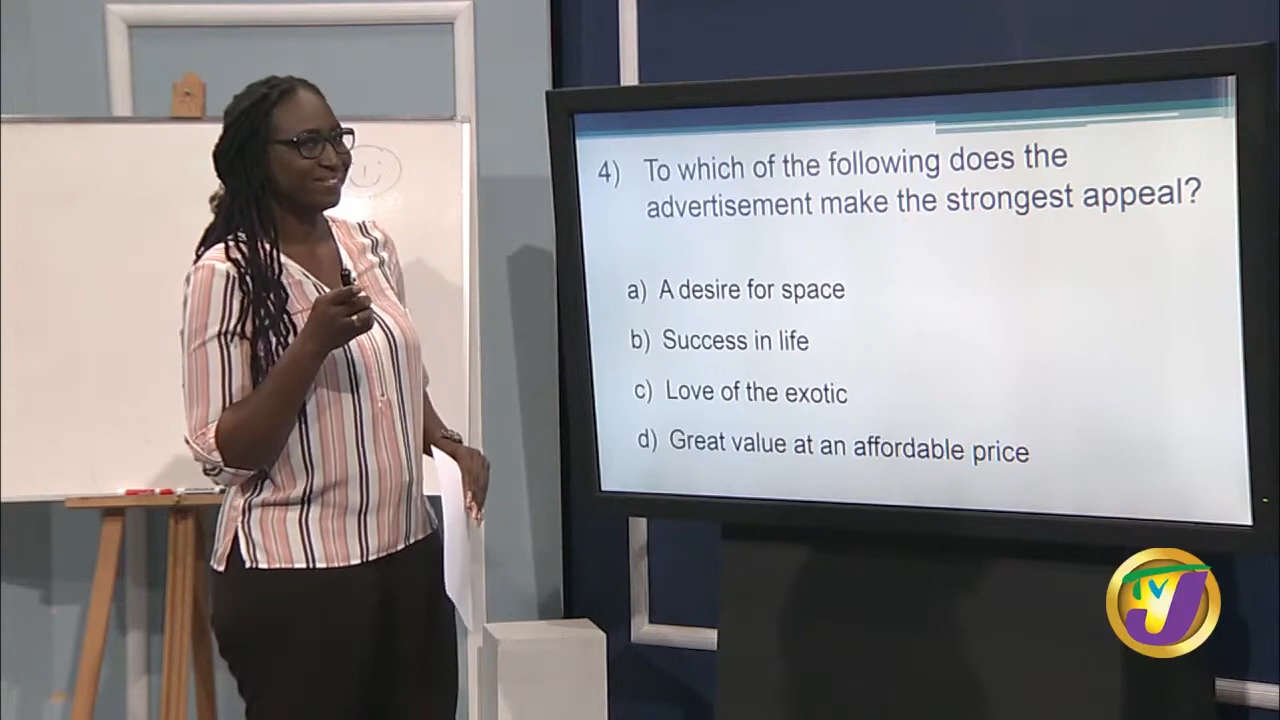 4) To which of the following does the
advertisement make the strongest appeal?
a) A desire for space
b) Success in life
c) Love of the exotic
d) Great value at an affordable price
TVJ